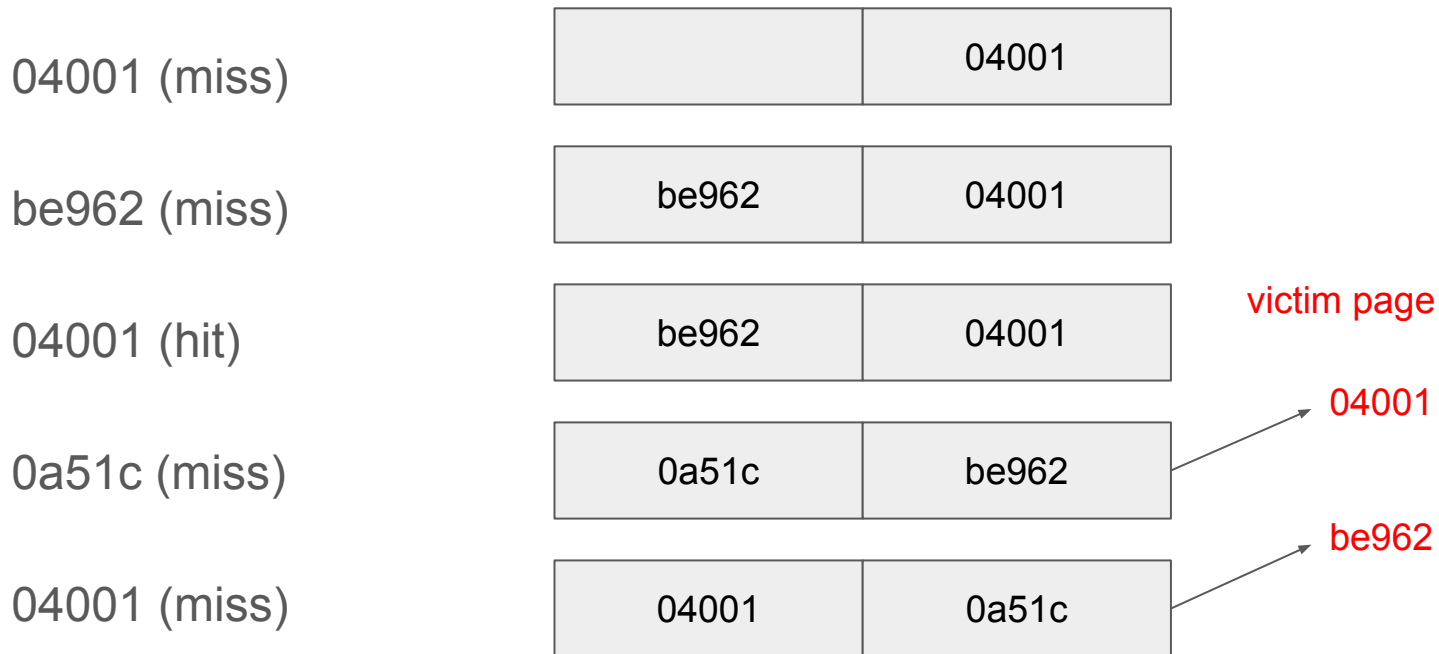 04001 (miss)
04001
be962 (miss)
be962 04001
04001 (hit)
be962 04001
victim page
04001
0a51c (miss)
0a51c be962
be962
04001 (miss)
04001 0a51c